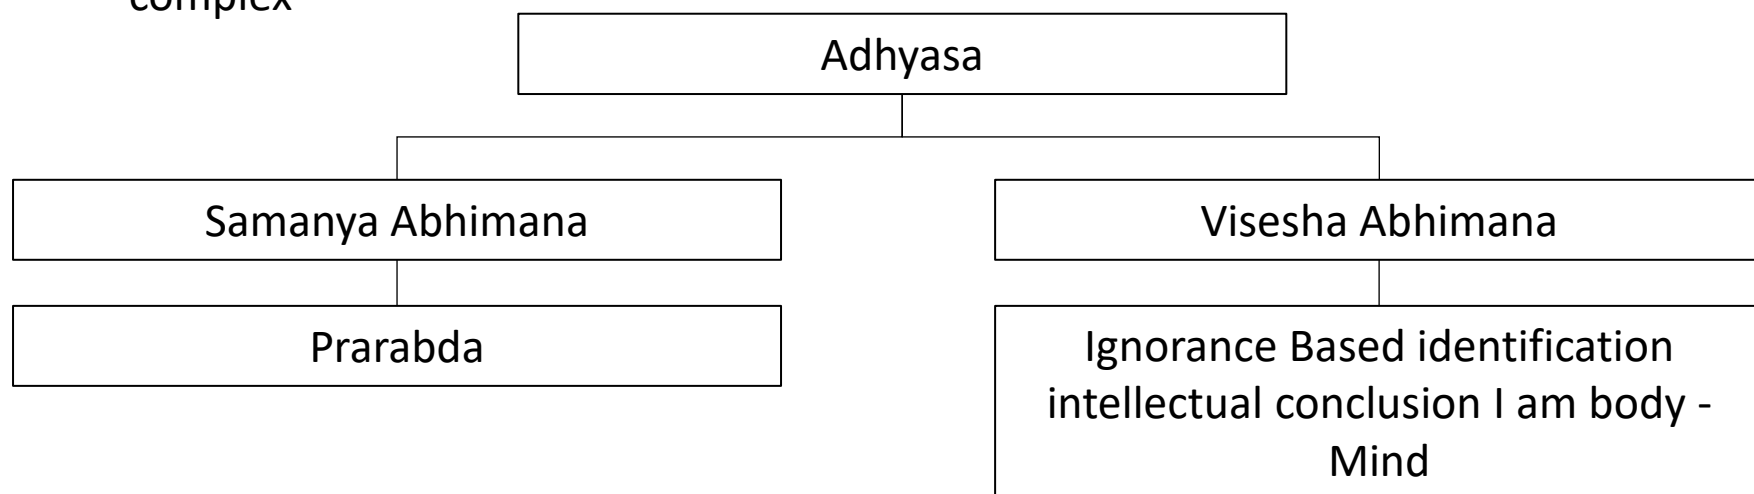 complex
Adhyasa
Samanya Abhimana
Visesha Abhimana
Prarabda
Ignorance Based identification
intellectual conclusion I am body -
Mind